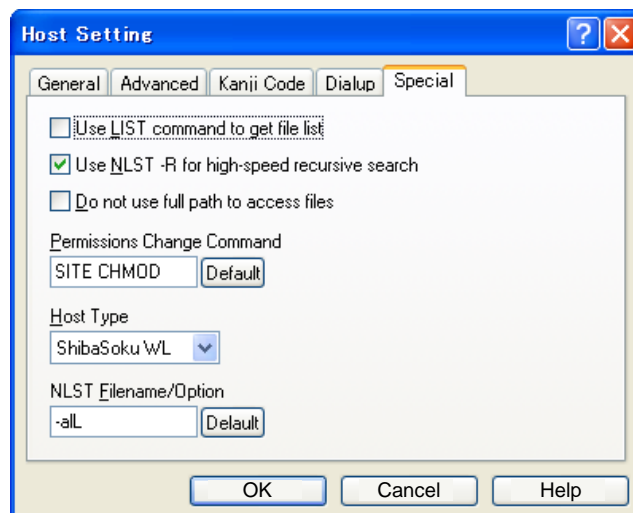 Host Setting
General Advanced Kanji Code Dialup Special
Use LIST command to get file list
Use NLST -R for high-speed recursive search
Do not use full path to access files
Permissions Change Command
SITE CHMOD Default
Host Type
ShibaSoku WL
NLST Filename/Option
-alL Delault
OK Cancel Help